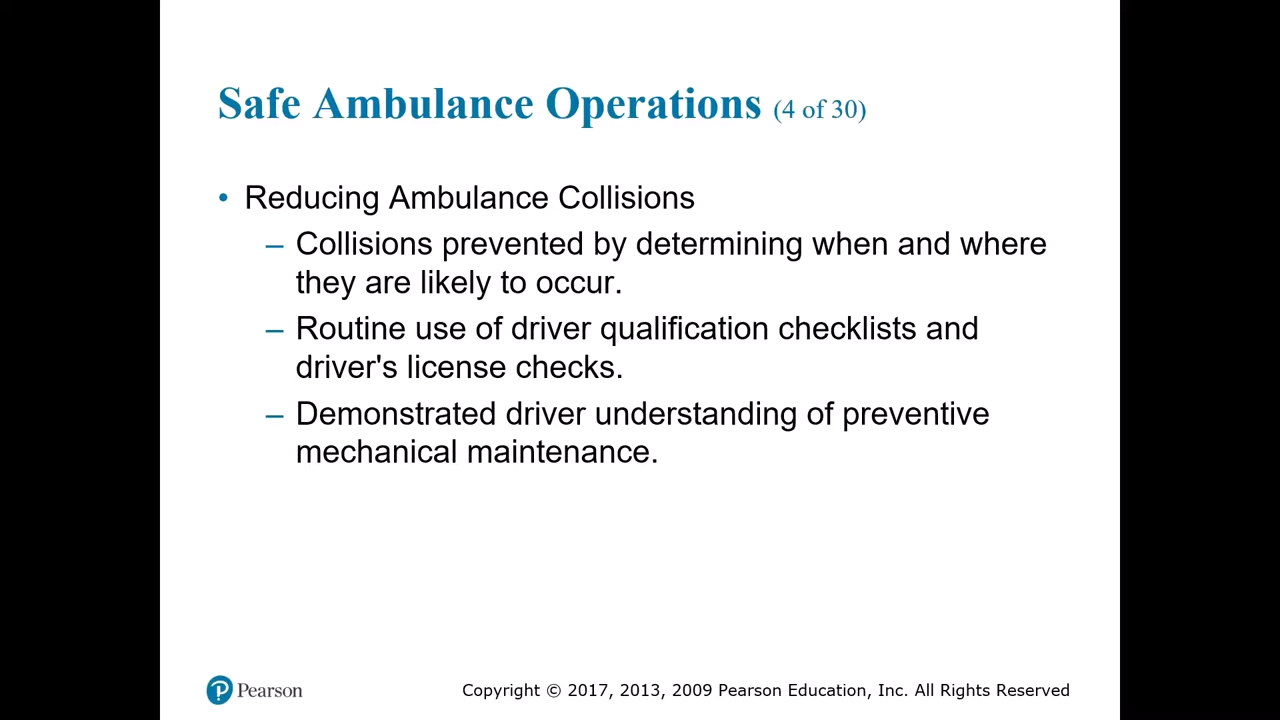 Safe Ambulance Operations (4 of 30)
• Reducing Ambulance Collisions
– Collisions prevented by determining when and where
they are likely to occur.
– Routine use of driver qualification checklists and
driver's license checks.
– Demonstrated driver understanding of preventive
mechanical maintenance.
P Pearson
Copyright © 2017, 2013, 2009 Pearson Education, Inc. All Rights Reserved